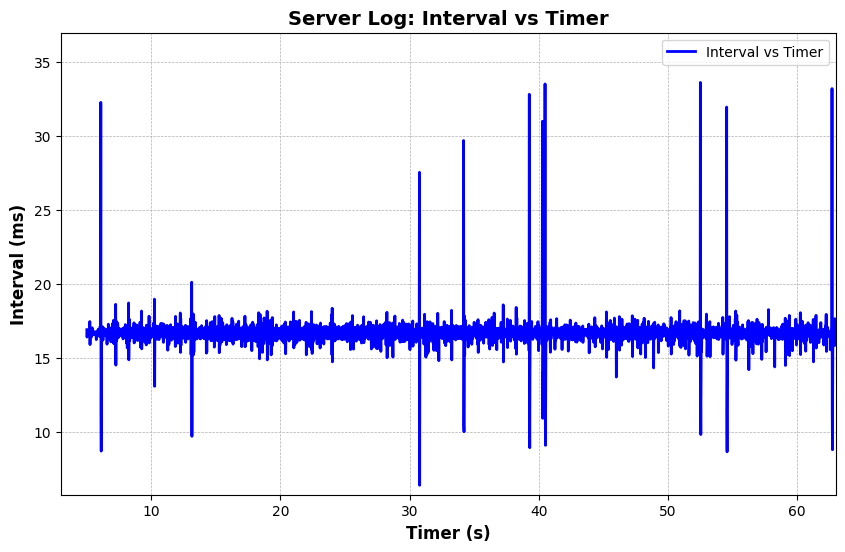 Server Log: Interval vs Timer
Interval vs Timer
Interval (ms)
35
30
25
20
15
10
10 20 30 40 50 60
Timer (s)